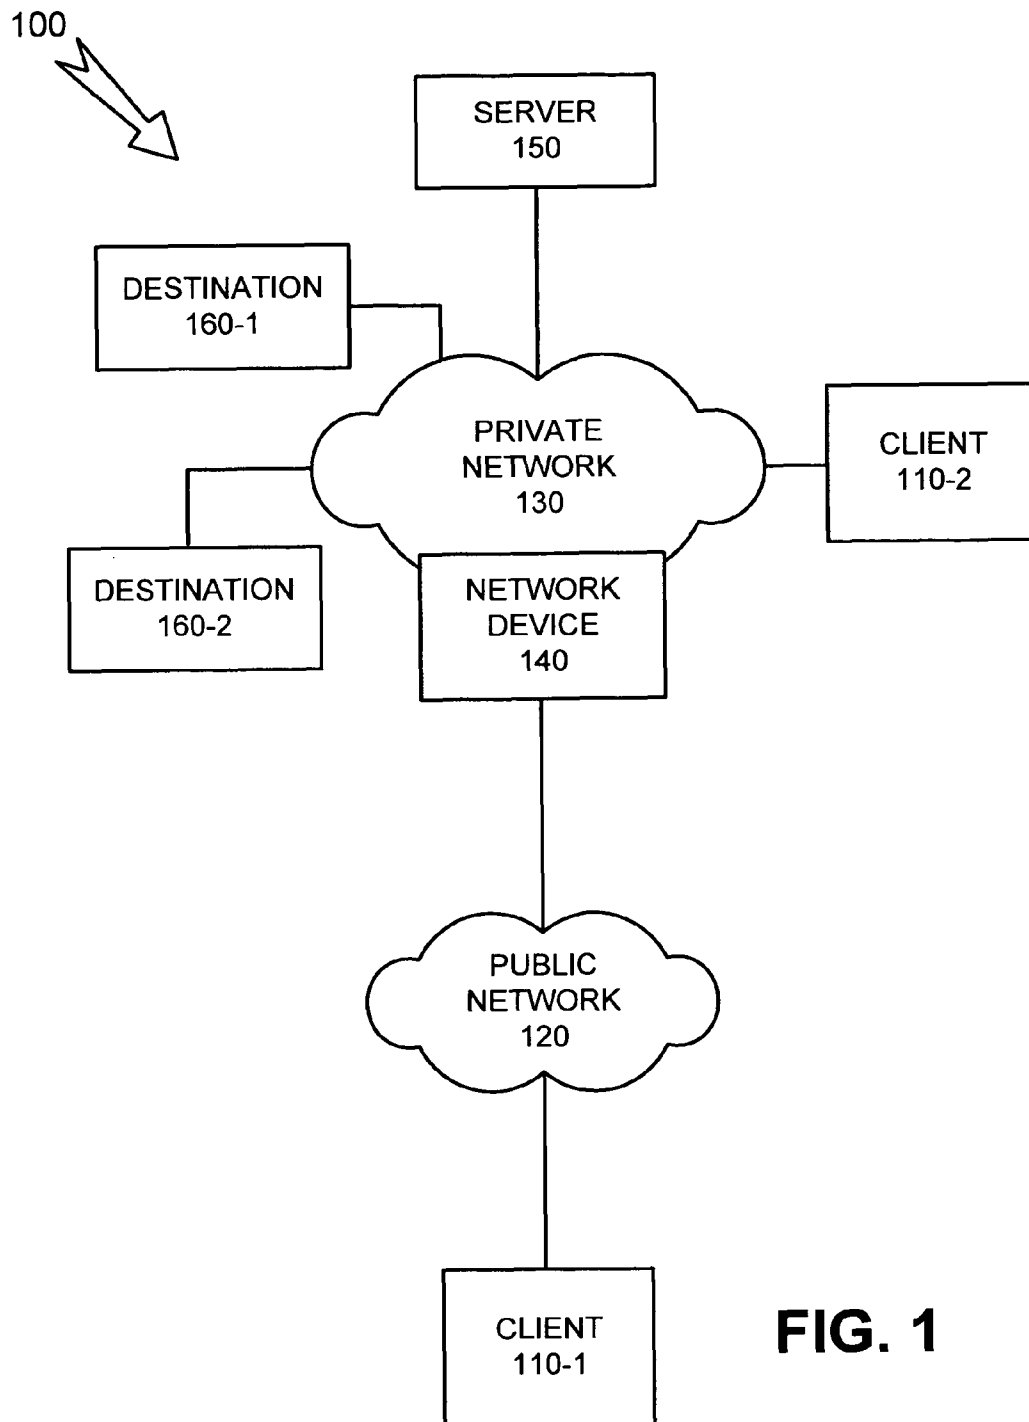 100
SERVER
150
DESTINATION
160-1
PRIVATE
NETWORK
130
CLIENT
110-2
DESTINATION
160-2
NETWORK
DEVICE
140
PUBLIC
NETWORK
120
CLIENT
110-1
FIG. 1